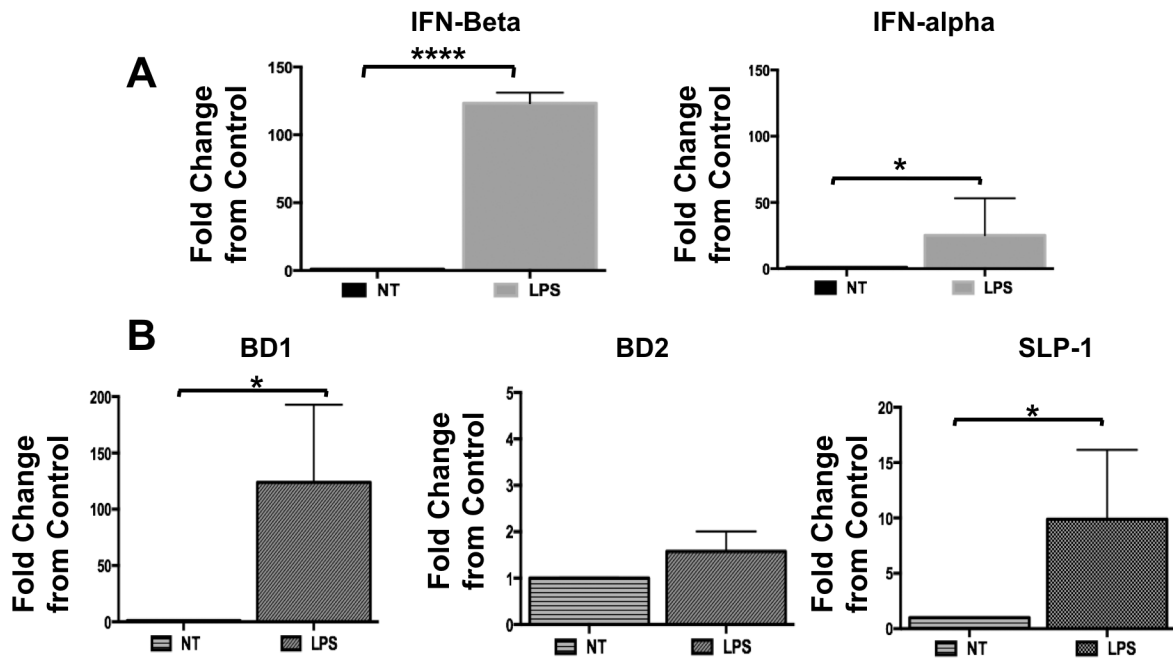 IFN-Beta
IFN-alpha
A
****
*
Fold Change
from Control
150
100
50
0
NT
LPS
Fold Change
from Control
150
100
50
0
NT
LPS
B
BD1
BD2
SLP-1
*
Fold Change
from Control
200
150
100
50
0
NT
LPS
Fold Change
from Control
5
4
3
2
1
0
NT
LPS
*
Fold Change
from Control
20
15
10
5
0
NT
LPS